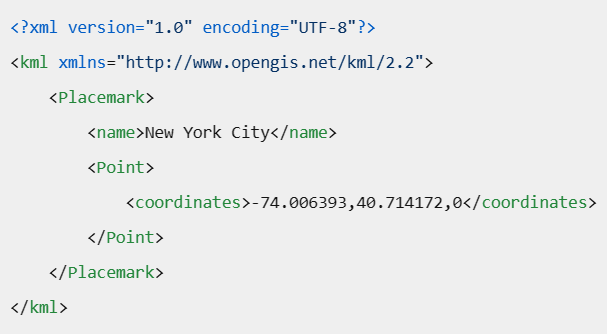 <?xml version="1.0" encoding="UTF-8"?>
<kml xmlns="http://www.opengis.net/kml/2.2">
    <Placemark>
        <name>New York City</name>
        <Point>
            <coordinates>-74.006393,40.714172,0</coordinates>
        </Point>
    </Placemark>
</kml>